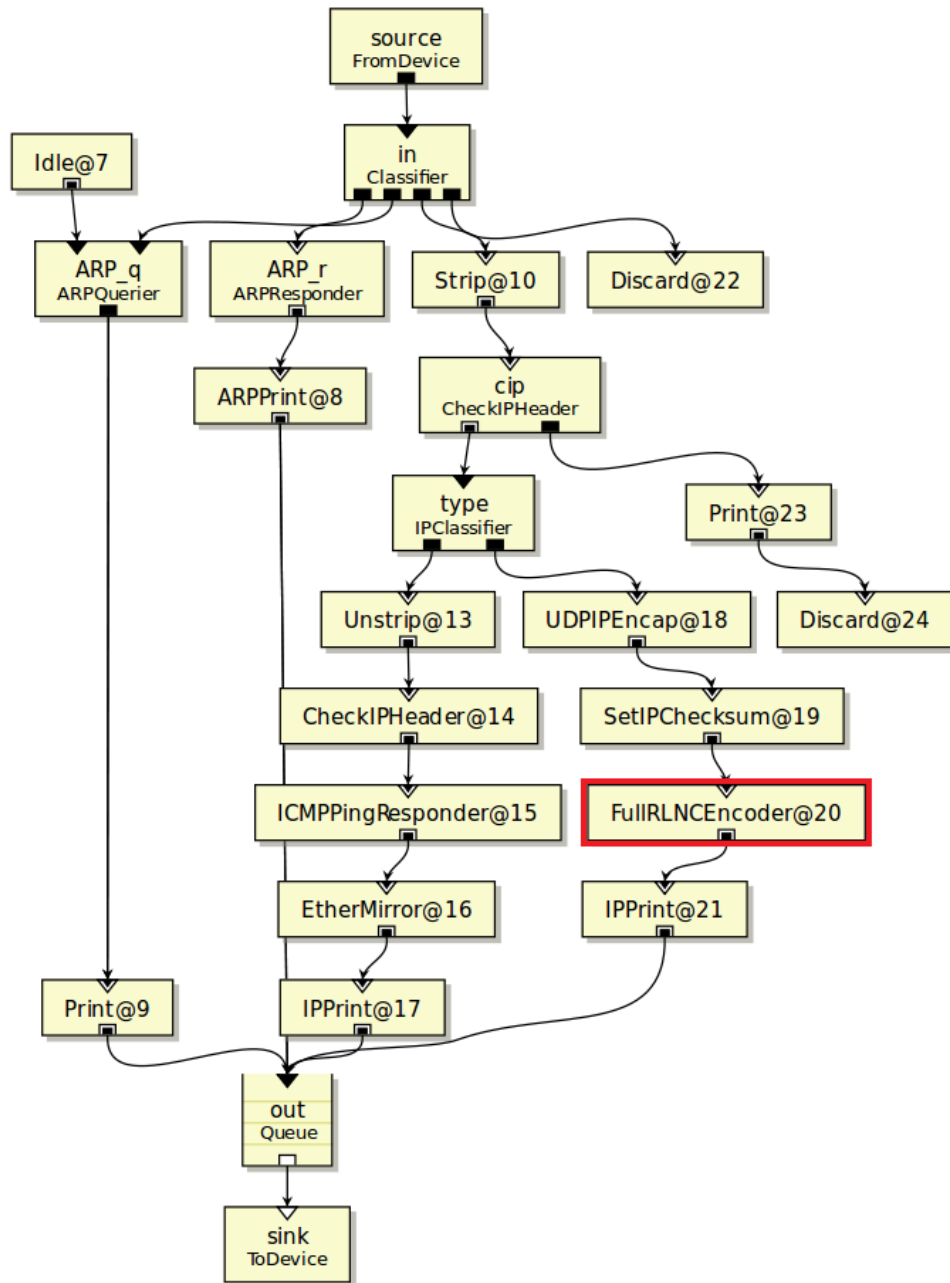 source
FromDevice
in
Classifier
Idle@7
ARP_q
ARPQuerier
ARP_r
ARPResponder
Strip@10
Discard@22
ARPPrint@8
cip
CheckIPHeader
type
IPClassifier
Print@23
Unstrip@13
UDPIPEncap@18
Discard@24
CheckIPHeader@14
SetIPChecksum@19
ICMPPingResponder@15
FullRLNCEncoder@20
EtherMirror@16
IPPrint@21
Print@9
IPPrint@17
out
Queue
sink
ToDevice